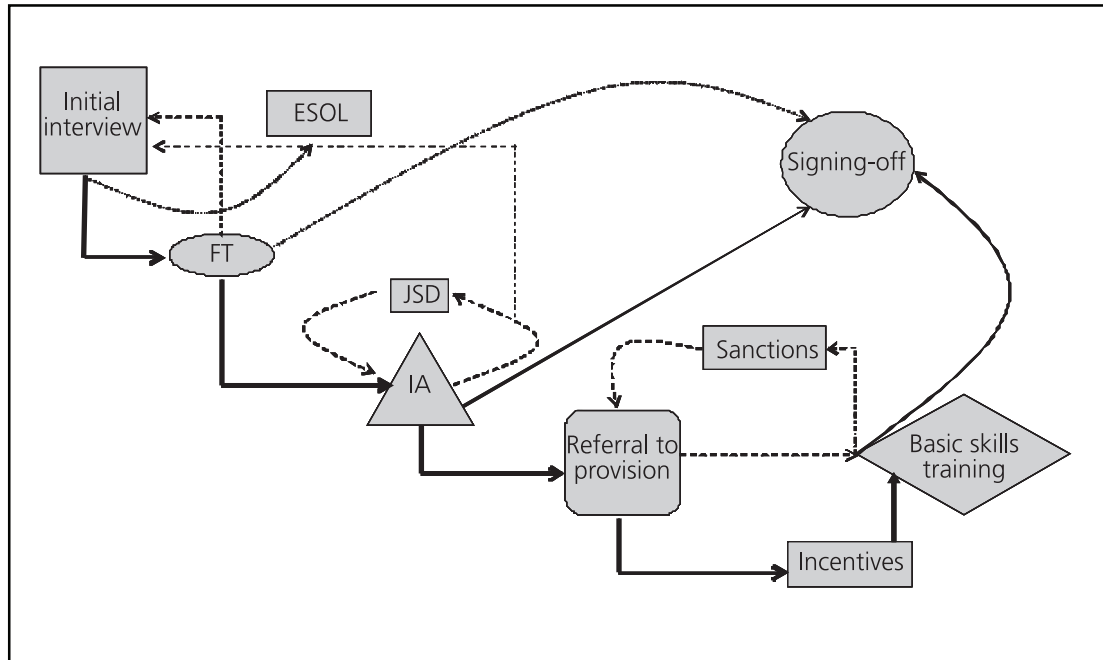 Initial
interview
ESOL
Signing-off
FT
JSD
IA
Sanctions
Referral to
provision
Basic skills
training
Incentives